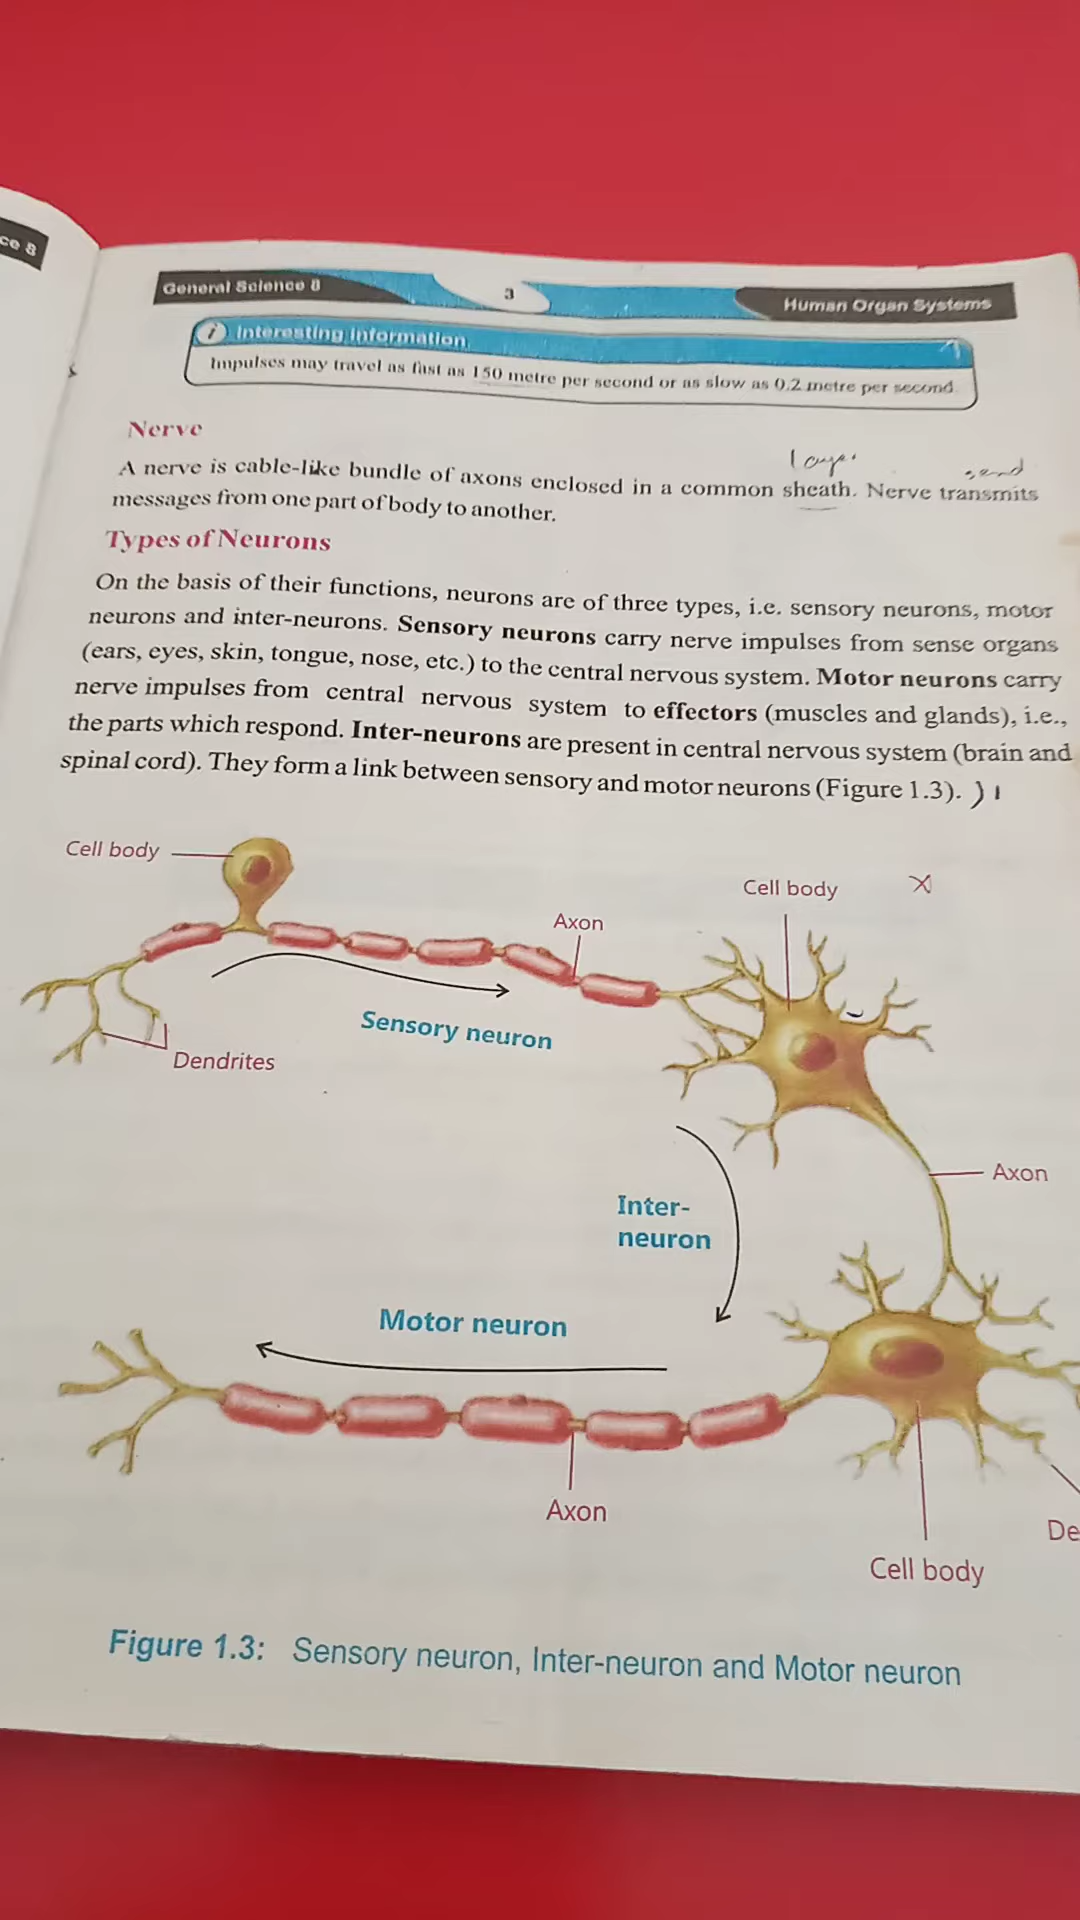 ce 8
General Science 8
3
Human Organ Systems
i Interesting Information
Impulses may travel as fast as 150 metre per second or as slow as 0.2 metre per second.
Nerve
layer
send
A nerve is cable-like bundle of axons enclosed in a common sheath. Nerve transmits
messages from one part of body to another.
Types of Neurons
On the basis of their functions, neurons are of three types, i.e. sensory neurons, motor
neurons and inter-neurons. Sensory neurons carry nerve impulses from sense organs
(ears, eyes, skin, tongue, nose, etc.) to the central nervous system. Motor neurons carry
nerve impulses from central nervous system to effectors (muscles and glands), i.e.,
the parts which respond. Inter-neurons are present in central nervous system (brain and
spinal cord). They form a link between sensory and motor neurons (Figure 1.3).
Cell body
Cell body
Axon
Sensory neuron
Dendrites
Axon
Inter-
neuron
Motor neuron
Axon
De
Cell body
Figure 1.3: Sensory neuron, Inter-neuron and Motor neuron